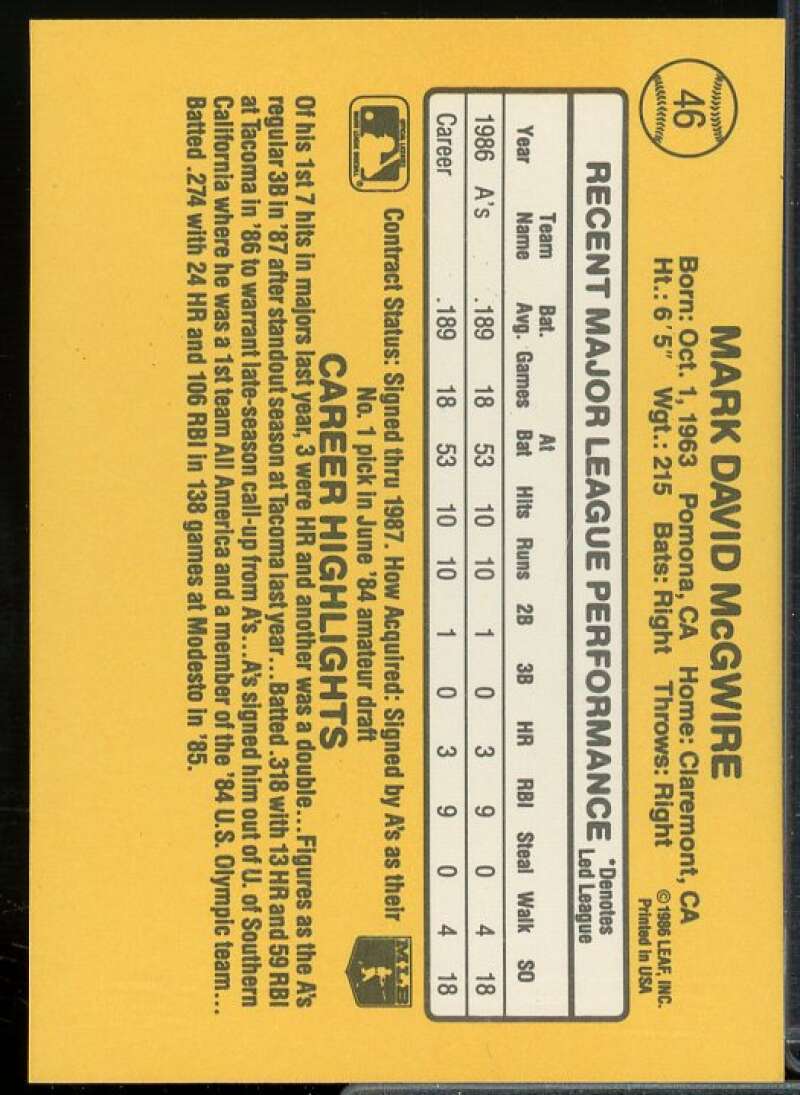 46
MARK DAVID McGWIRE
Born: Oct. 1, 1963 Pomona, CA Home: Claremont, CA
Ht.: 6'5" Wgt.: 215 Bats: Right Throws: Right
© 1986 LEAF, INC.
Printed in USA
RECENT MAJOR LEAGUE PERFORMANCE *Denotes Led League
Year Team Name Bat. Avg. Games At Bat Hits Runs 2B 3B HR RBI Steal Walk SO
1986 A's .189 18 53 10 10 1 0 3 9 0 4 18
Career .189 18 53 10 10 1 0 3 9 0 4 18
Contract Status: Signed thru 1987. How Acquired: Signed by A's as their
No. 1 pick in June '84 amateur draft
MLB
CAREER HIGHLIGHTS
Of his 1st 7 hits in majors last year, 3 were HR and another was a double...Figures as the A's
regular 3B in '87 after standout season at Tacoma last year...Batted .318 with 13 HR and 59 RBI
at Tacoma in '86 to warrant late-season call-up from A's...A's signed him out of U. of Southern
California where he was a 1st team All America and a member of the '84 U.S. Olympic team...
Batted .274 with 24 HR and 106 RBI in 138 games at Modesto in '85.